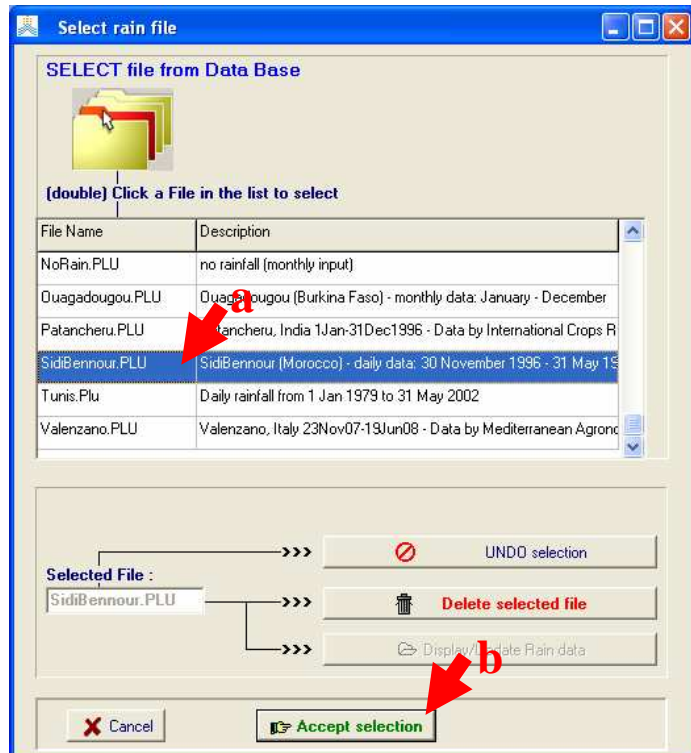 Select rain file
SELECT file from Data Base
(double) Click a File in the list to select
File Name Description
NoRain.PLU no rainfall (monthly input)
Ouagadougou.PLU Ouagadougou (Burkina Faso) - monthly data: January - December
a
Patancheru.PLU Patancheru, India 1Jan-31Dec1996 - Data by International Crops R
SidiBennour.PLU SidiBennour (Morocco) - daily data: 30 November 1996 - 31 May 19
Tunis.Plu Daily rainfall from 1 Jan 1979 to 31 May 2002
Valenzano.PLU Valenzano, Italy 23Nov07-19Jun08 - Data by Mediterranean Agrono
>>> UNDO selection
Selected File :
SidiBennour.PLU >>> Delete selected file
>>> Display/Update Rain data
b
Cancel Accept selection